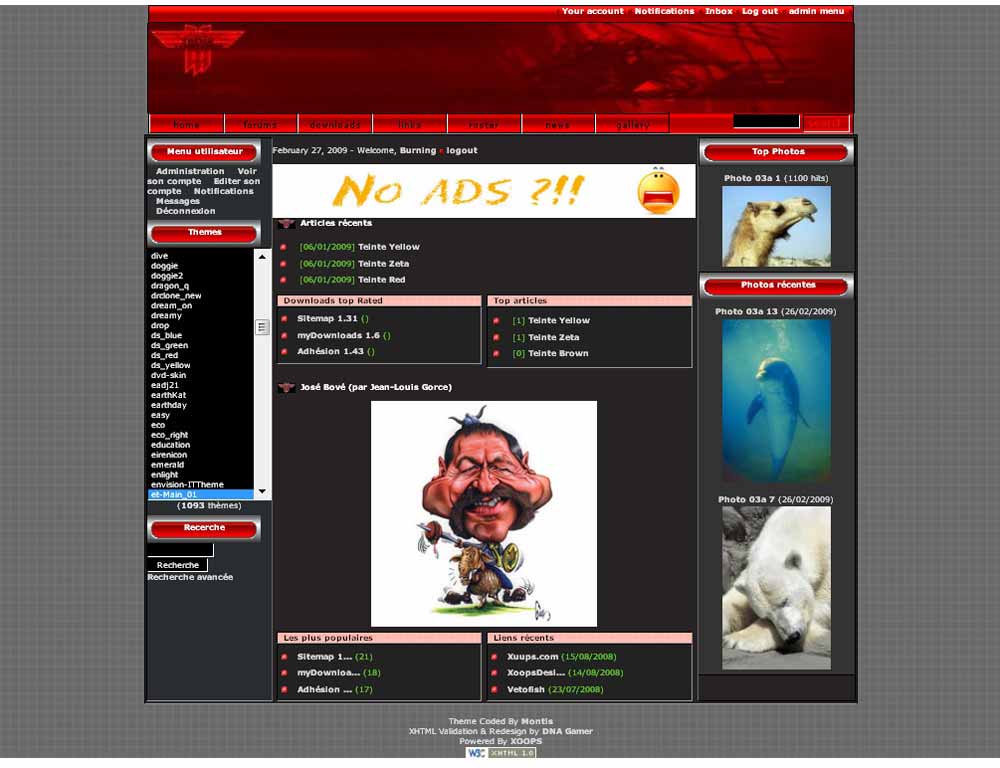 Your account Notifications Inbox Log out admin menu
home forums downloads links roster news gallery search
Menu utilisateur
Administration Voir
son compte Editer son
compte Notifications
Messages
Déconnexion
Themes
dive
doggie
doggie2
dragon_q
drclone_new
dream_on
dreamy
drop
ds_blue
ds_green
ds_red
ds_yellow
dvd-skin
eadj21
earthKat
earthday
easy
eco
eco_right
education
eirenicon
emerald
enlight
envision-ITTheme
et-Main_01
(1093 thèmes)
Recerche
Recherche
Recherche avancée
February 27, 2009 - Welcome, Burning logout
No ADS ?!!
Articles récents
[06/01/2009] Teinte Yellow
[06/01/2009] Teinte Zeta
[06/01/2009] Teinte Red
Downloads top Rated
Sitemap 1.31 ()
myDownloads 1.6 ()
Adhésion 1.43 ()
Top articles
[1] Teinte Yellow
[1] Teinte Zeta
[0] Teinte Brown
José Bové (par Jean-Louis Gorce)
Les plus populaires
Sitemap 1... (21)
myDownloa... (18)
Adhésion ... (17)
Liens récents
Xuups.com (15/08/2008)
XoopsDesi... (14/08/2008)
Vetofish (23/07/2008)
Top Photos
Photo 03a 1 (1100 hits)
Photos récentes
Photo 03a 13 (26/02/2009)
Photo 03a 7 (26/02/2009)
Theme Coded By Montis
XHTML Validation & Redesign by DNA Gamer
Powered By XOOPS
W3C XHTML 1.0